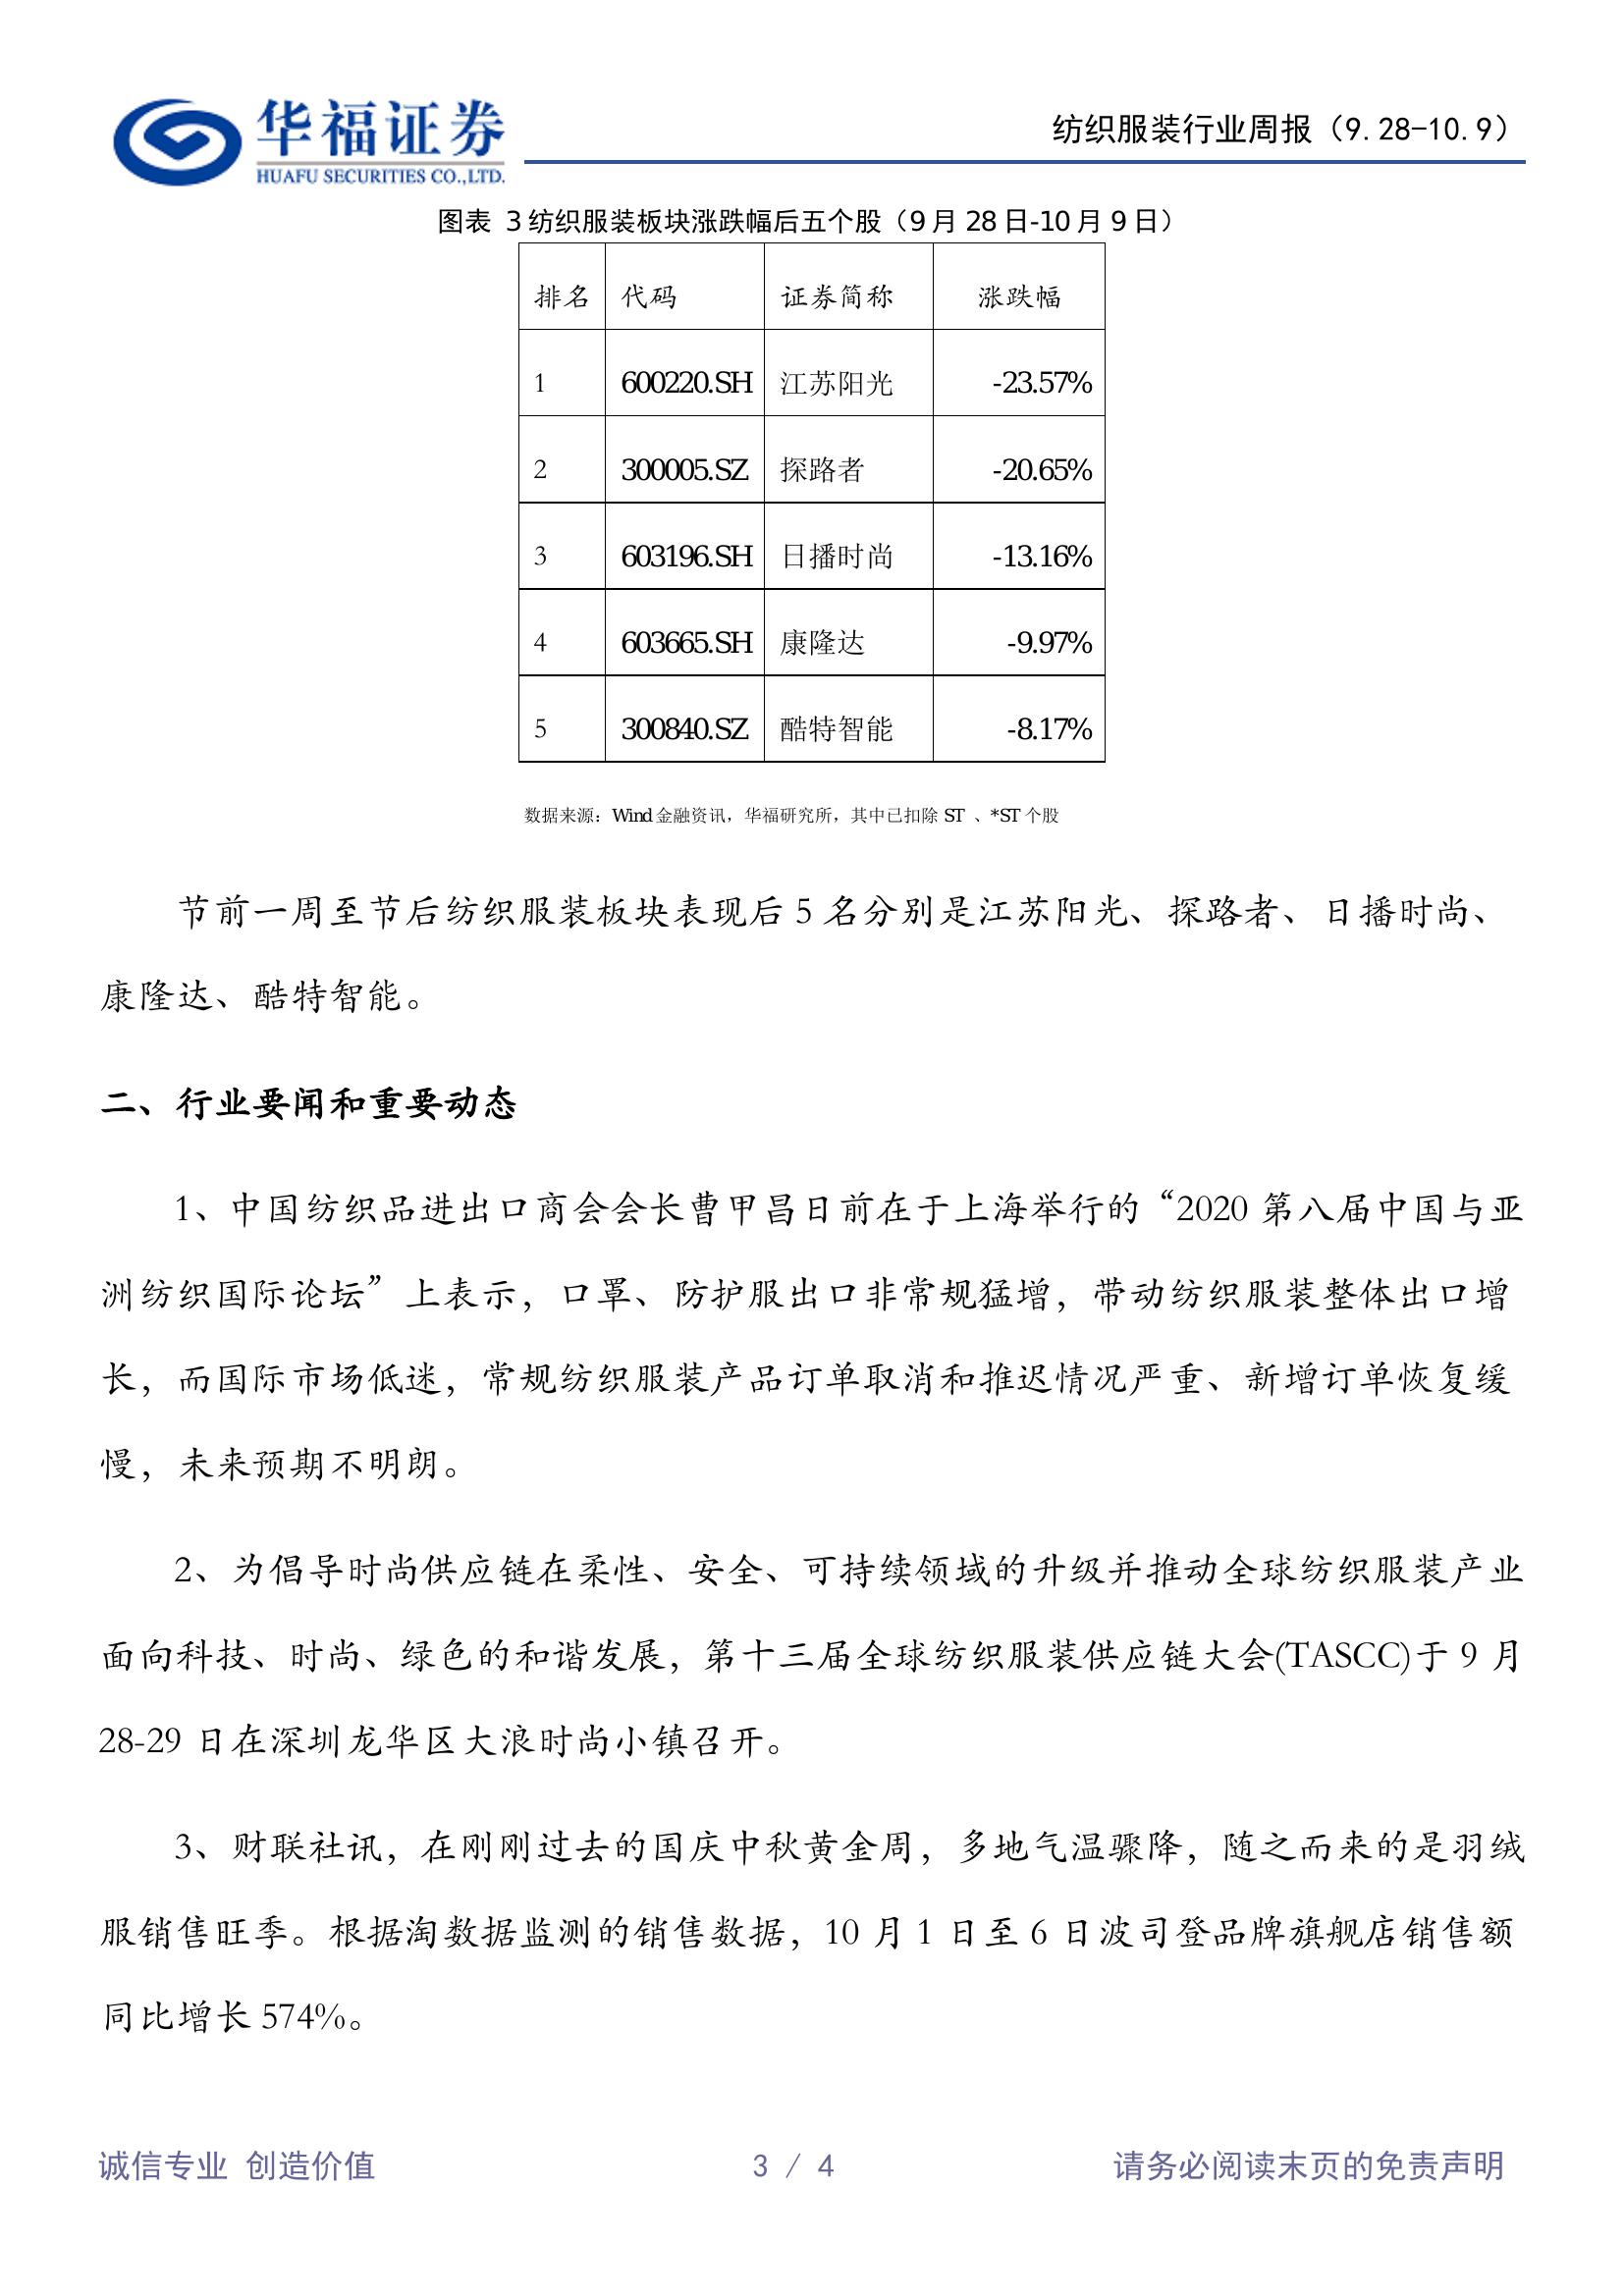 华福证券
HUAFU SECURITIES CO.,LTD.
纺织服装行业周报（9.28-10.9）
图表 3 纺织服装板块涨跌幅后五个股（9 月 28 日-10 月 9 日）
排名 代码 证券简称 涨跌幅
1 600220.SH 江苏阳光 -23.57%
2 300005.SZ 探路者 -20.65%
3 603196.SH 日播时尚 -13.16%
4 603665.SH 康隆达 -9.97%
5 300840.SZ 酷特智能 -8.17%
数据来源：Wind 金融资讯，华福研究所，其中已扣除 ST 、*ST 个股
节前一周至节后纺织服装板块表现后 5 名分别是江苏阳光、探路者、日播时尚、
康隆达、酷特智能。
二、行业要闻和重要动态
1、中国纺织品进出口商会会长曹甲昌日前在于上海举行的“2020 第八届中国与亚
洲纺织国际论坛”上表示，口罩、防护服出口非常规猛增，带动纺织服装整体出口增
长，而国际市场低迷，常规纺织服装产品订单取消和推迟情况严重、新增订单恢复缓
慢，未来预期不明朗。
2、为倡导时尚供应链在柔性、安全、可持续领域的升级并推动全球纺织服装产业
面向科技、时尚、绿色的和谐发展，第十三届全球纺织服装供应链大会(TASCC)于 9 月
28-29 日在深圳龙华区大浪时尚小镇召开。
3、财联社讯，在刚刚过去的国庆中秋黄金周，多地气温骤降，随之而来的是羽绒
服销售旺季。根据淘数据监测的销售数据，10 月 1 日至 6 日波司登品牌旗舰店销售额
同比增长 574%。
诚信专业 创造价值 3 / 4 请务必阅读末页的免责声明